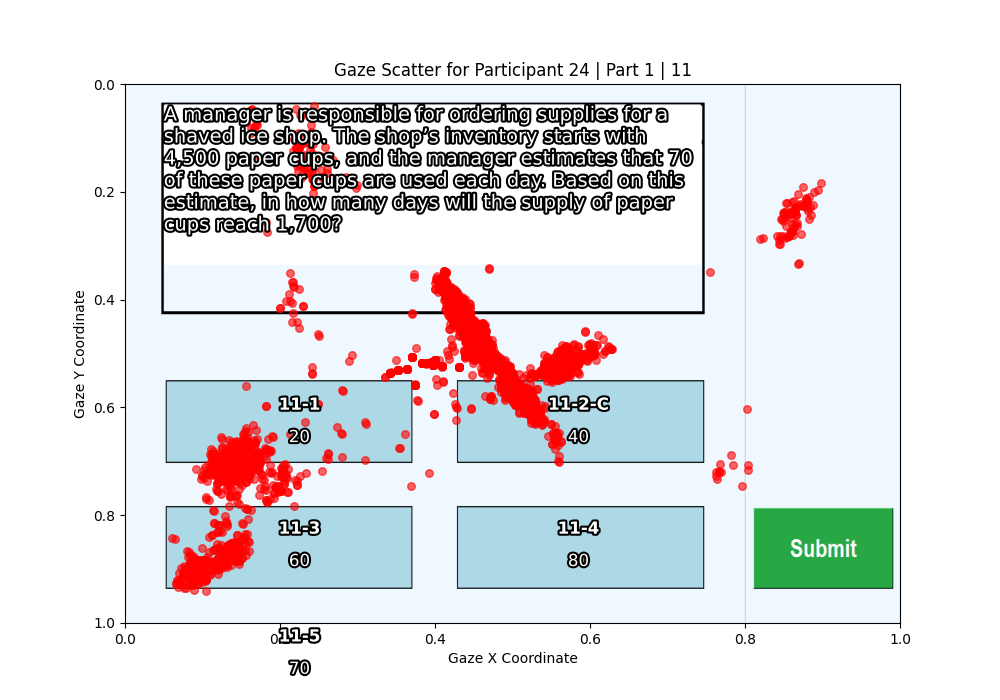 Gaze Scatter for Participant 24 | Part 1 | 11
A manager is responsible for ordering supplies for a
shaved ice shop. The shop's inventory starts with
4,500 paper cups, and the manager estimates that 70
of these paper cups are used each day. Based on this
estimate, in how many days will the supply of paper
cups reach 1,700?
11-1
20
11-2-C
40
11-3
60
11-4
80
Submit
11-5
70
0.0
0.2
0.4
0.6
0.8
1.0
Gaze Y Coordinate
0.0 0.2 0.4 0.6 0.8 1.0
Gaze X Coordinate